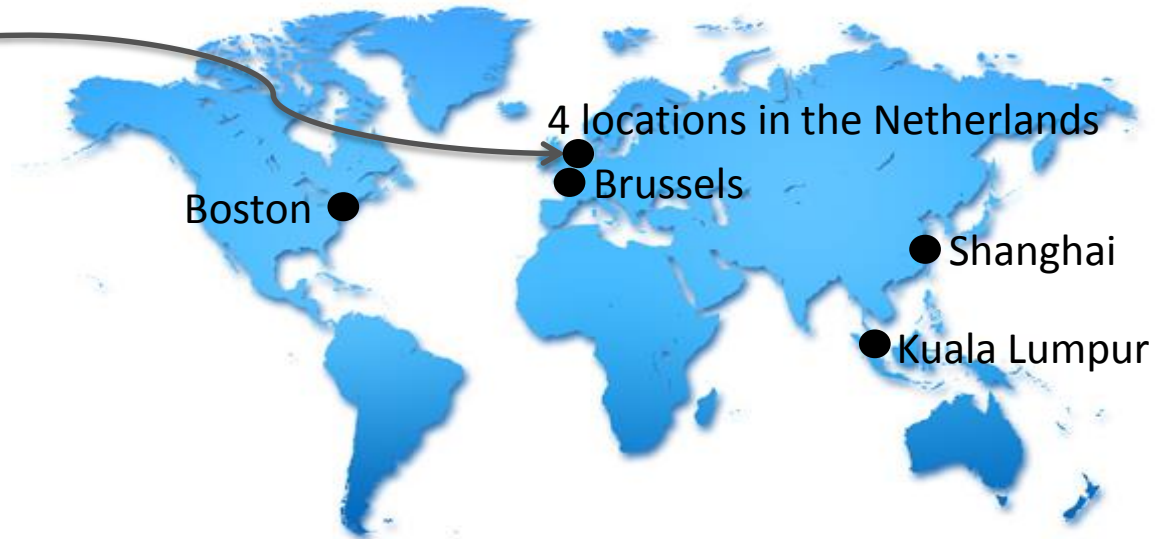 4 locations in the Netherlands
Brussels
Boston
Shanghai
Kuala Lumpur